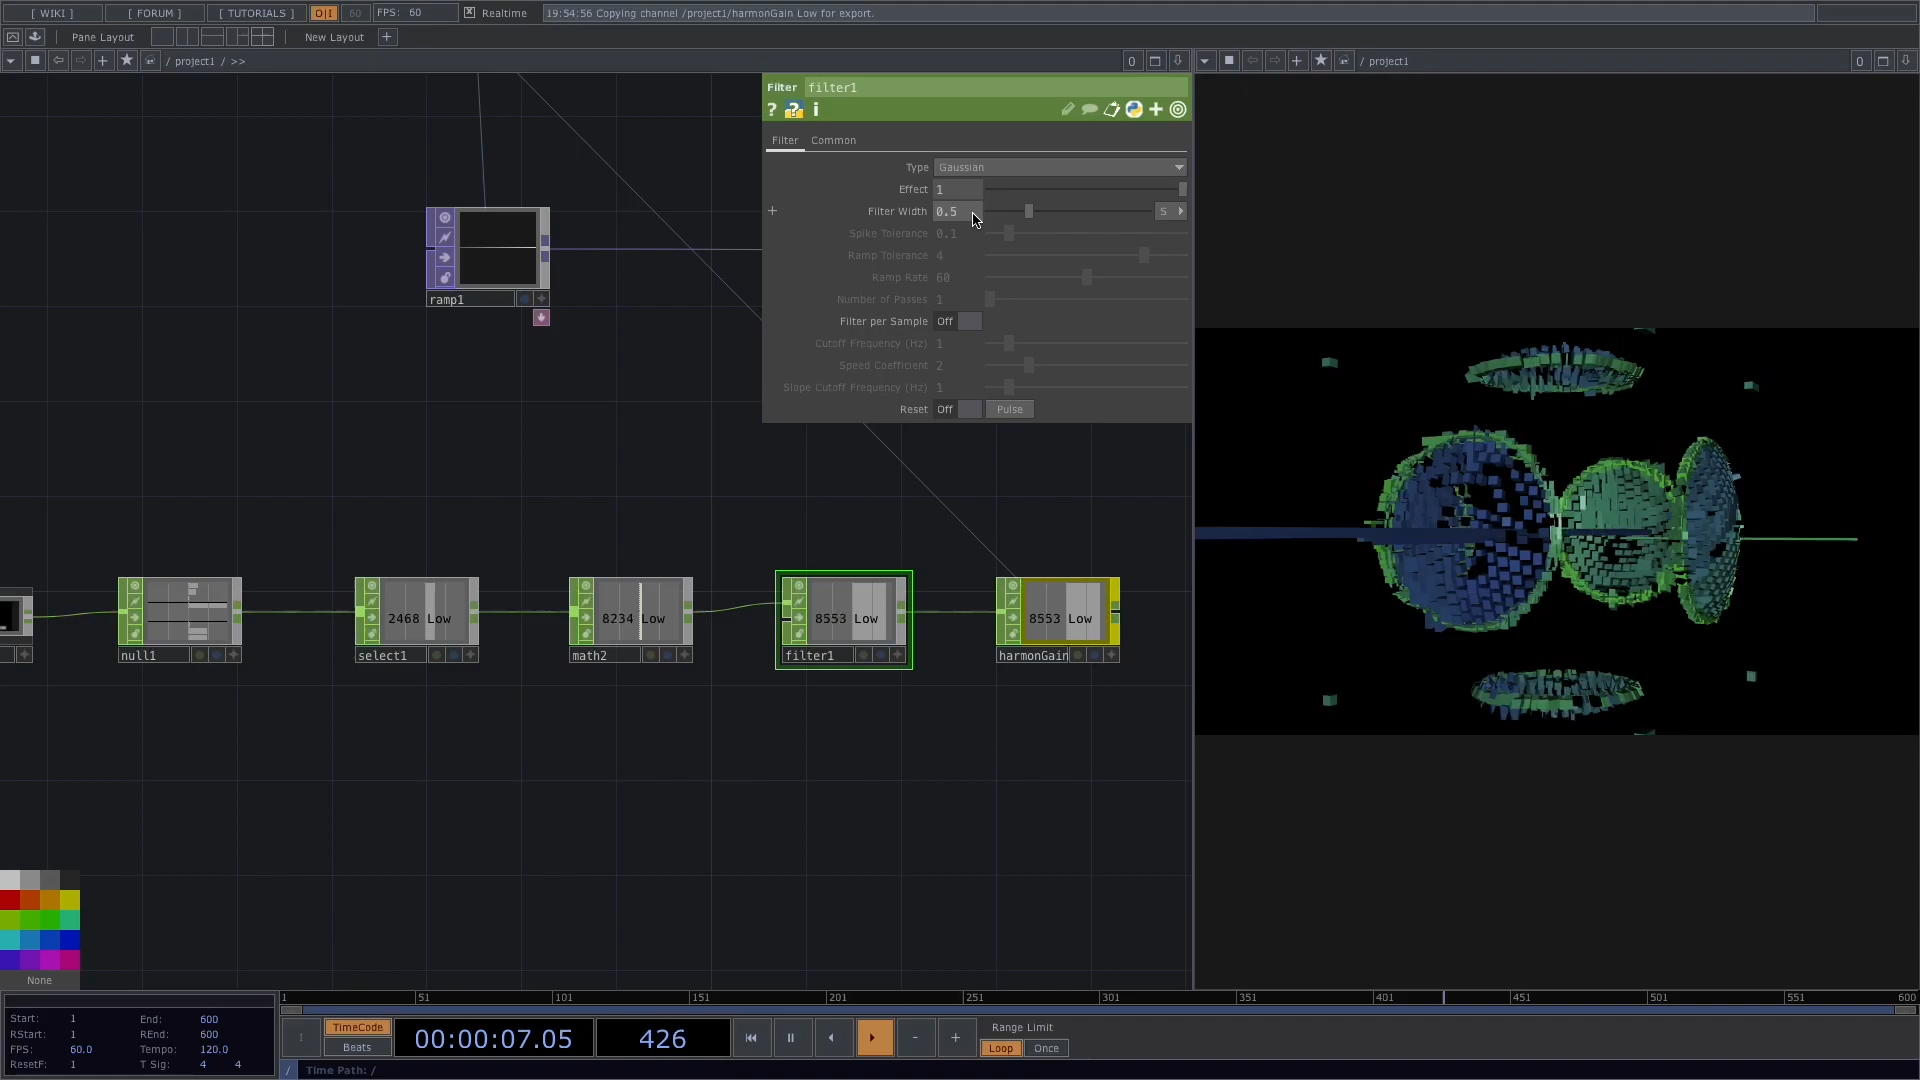 [ WIKI ] [ FORUM ] [ TUTORIALS ] O|I 60 FPS: 60 Realtime 19:54:56 Copying channel /project1/harmonGain Low for export.
Pane Layout New Layout +
/ project1 / >> 0 / project1 0
Filter filter1
? ? i
Filter Common
Type Gaussian
Effect 1
+ Filter Width 0.5 S
Spike Tolerance 0.1
Ramp Tolerance 4
Ramp Rate 60
Number of Passes 1
Filter per Sample Off
Cutoff Frequency (Hz) 1
Speed Coefficient 2
Slope Cutoff Frequency (Hz) 1
Reset Off Pulse
ramp1
2468 Low 8234 Low 8553 Low 8553 Low
null1 select1 math2 filter1 harmonGain
None
1 51 101 151 201 251 301 351 401 451 501 551 600
Start: 1 End: 600
RStart: 1 REnd: 600
FPS: 60.0 Tempo: 120.0
ResetF: 1 T Sig: 4 4
TimeCode
Beats
00:00:07.05 426
- +
Range Limit
Loop Once
/ Time Path: /